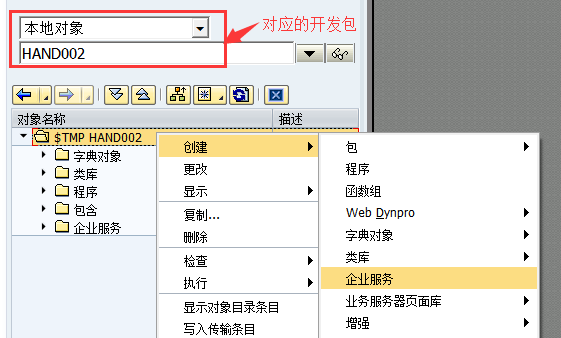 本地对象
对应的开发包
HAND002
对象名称 描述
$TMP HAND002
字典对象
类库
程序
包含
企业服务
创建
更改
显示
复制...
删除
检查
执行
显示对象目录条目
写入传输条目
包
程序
函数组
Web Dynpro
字典对象
类库
企业服务
业务服务器页面库
增强